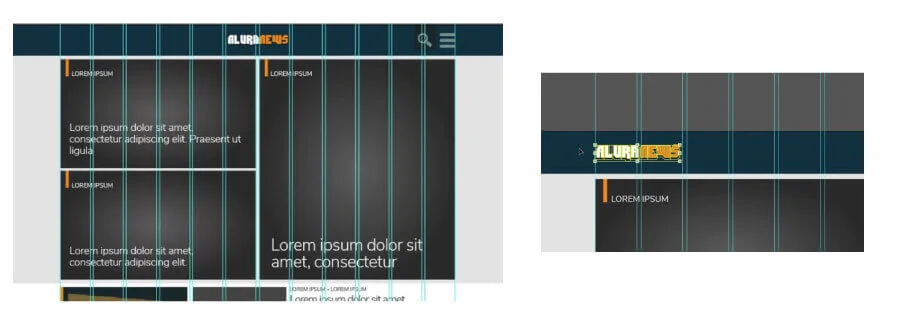 ALURANEWS
LOREM IPSUM
Lorem ipsum dolor sit amet,
consectetur adipiscing elit. Praesent ut
ligula
LOREM IPSUM
Lorem ipsum dolor sit amet,
consectetur adipiscing elit.
LOREM IPSUM
Lorem ipsum dolor sit
amet, consectetur
LOREM IPSUM - LOREM IPSUM
Lorem ipsum dolor sit amet
ALURANEWS
LOREM IPSUM